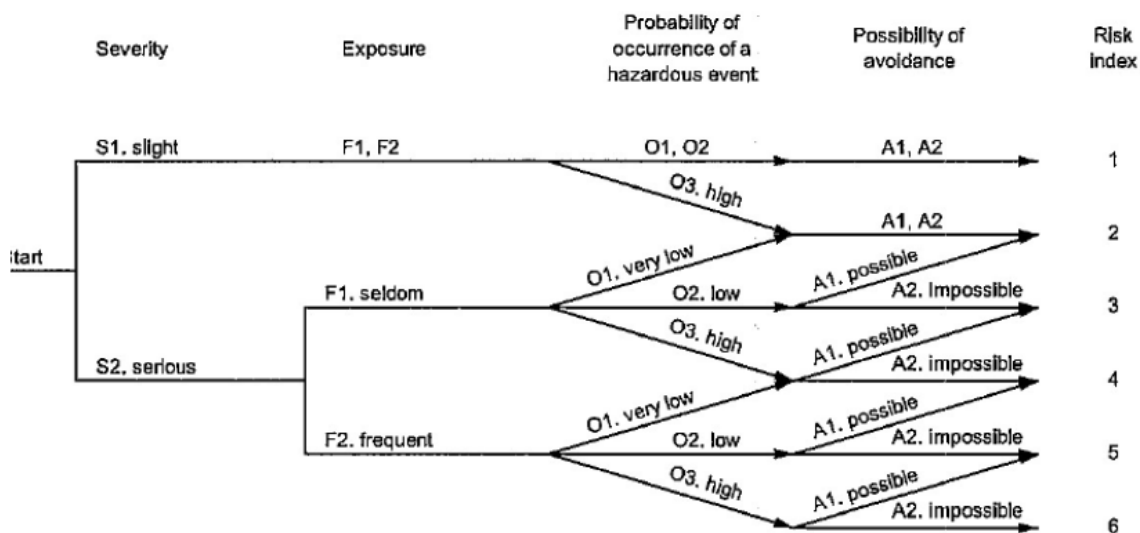 Severity
Exposure
Probability of
occurrence of a
hazardous event
Possibility of
avoidance
Risk
index
S1. slight
F1, F2
O1, O2
A1, A2
1
O3. high
A1, A2
2
tart
O1. very low
A1. possible
F1. seldom
O2. low
A2. Impossible
3
O3. high
A1. possible
S2. serious
A2. impossible
4
O1. very low
A1. possible
F2. frequent
O2. low
A2. impossible
5
O3. high
A1. possible
A2. impossible
6